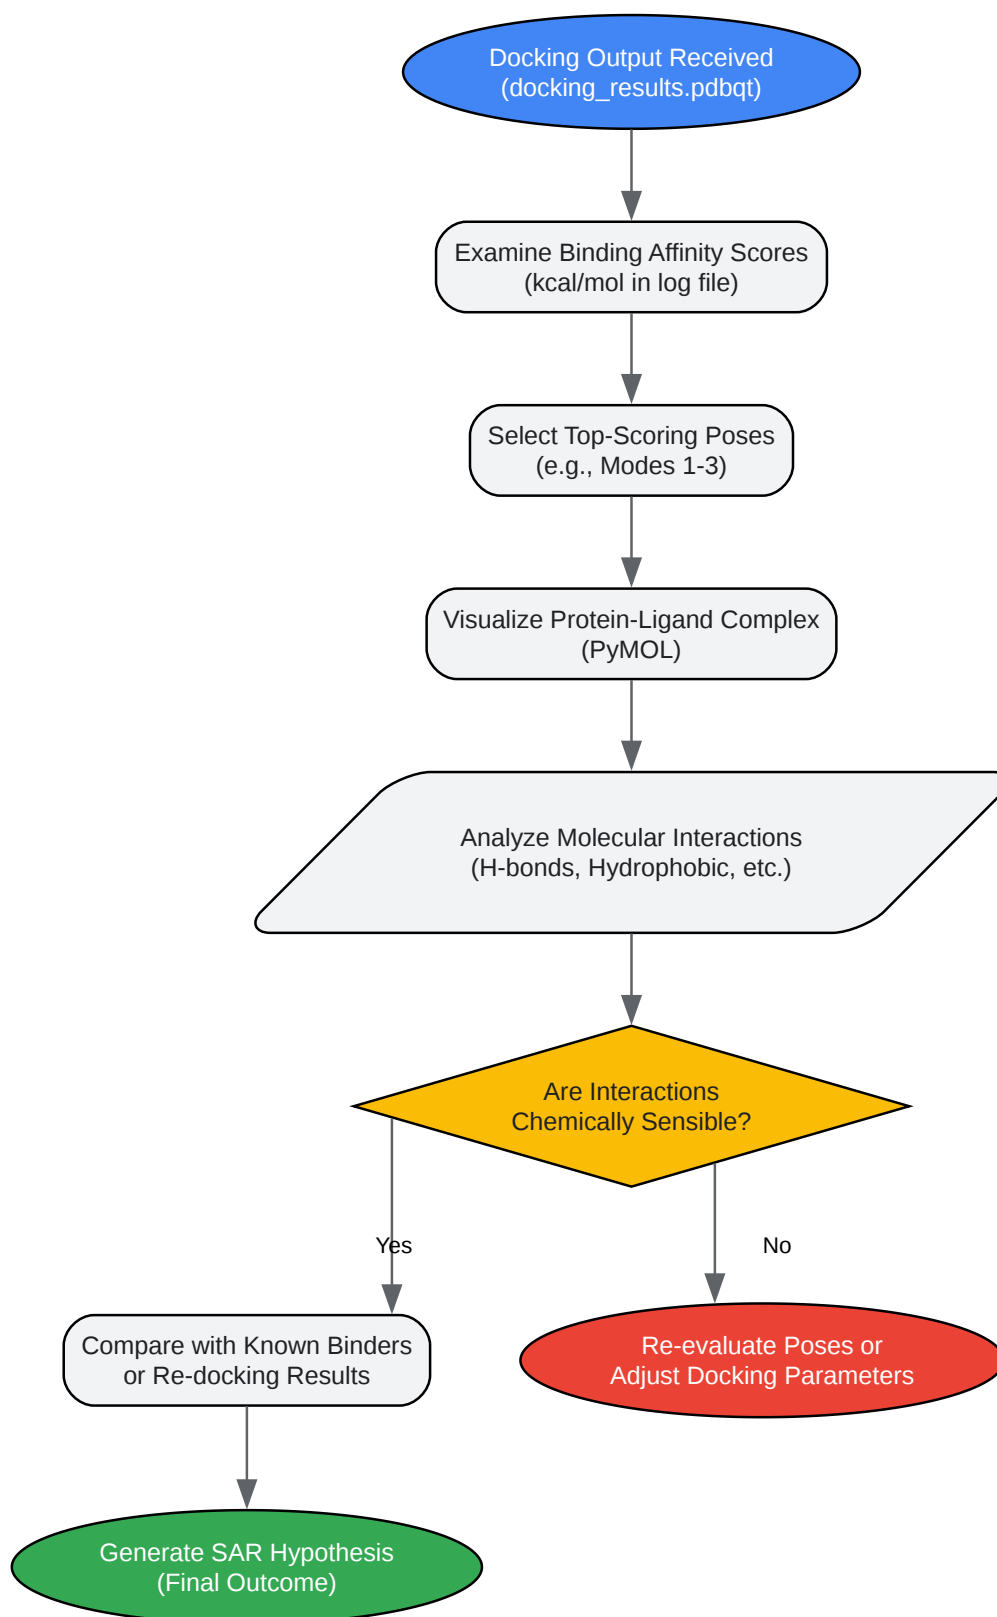 Docking Output Received
(docking_results.pdbqt)
Examine Binding Affinity Scores
(kcal/mol in log file)
Select Top-Scoring Poses
(e.g., Modes 1-3)
Visualize Protein-Ligand Complex
(PyMOL)
Analyze Molecular Interactions
(H-bonds, Hydrophobic, etc.)
Are Interactions
Chemically Sensible?
Yes
No
Compare with Known Binders
or Re-docking Results
Re-evaluate Poses or
Adjust Docking Parameters
Generate SAR Hypothesis
(Final Outcome)